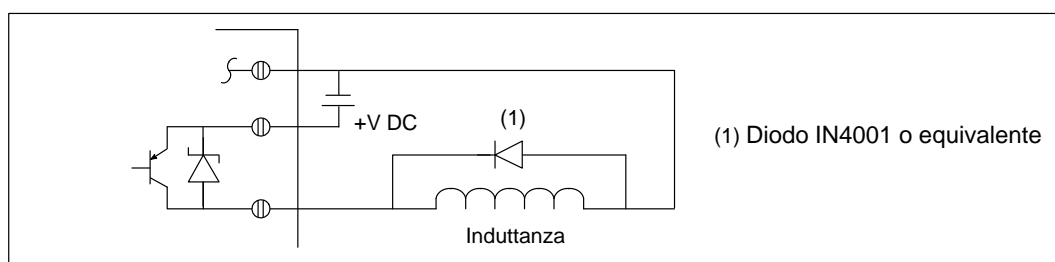 +V DC
(1)
(1) Diodo IN4001 o equivalente
Induttanza